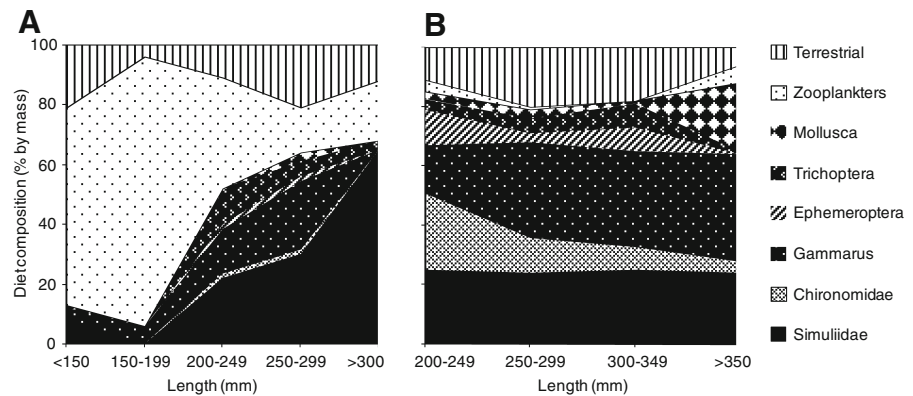 A
B
100
80
60
40
20
0
Diet composition (% by mass)
<150 150-199 200-249 250-299 >300
Length (mm)
200-249 250-299 300-349 >350
Length (mm)
Terrestrial
Zooplankters
Mollusca
Trichoptera
Ephemeroptera
Gammarus
Chironomidae
Simuliidae